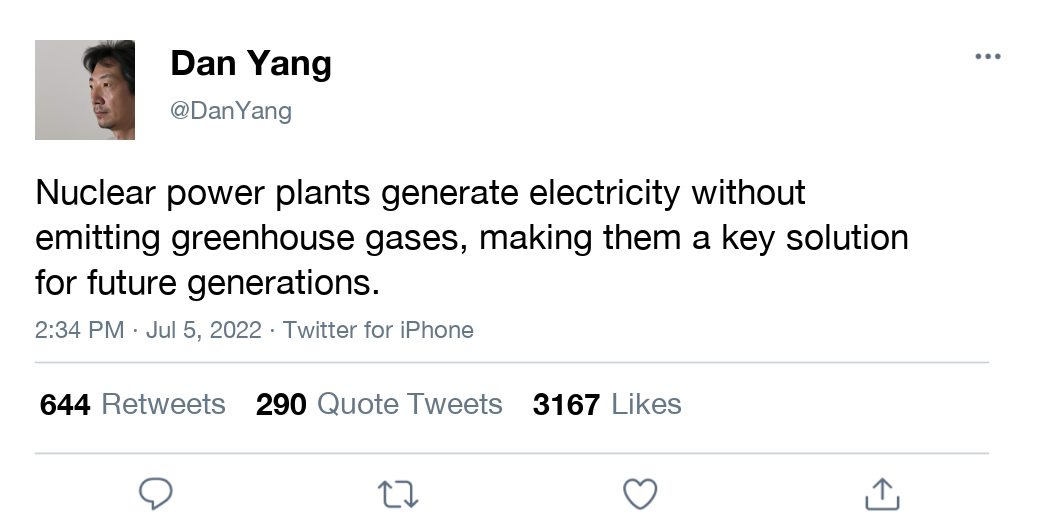 Dan Yang
@DanYang
Nuclear power plants generate electricity without
emitting greenhouse gases, making them a key solution
for future generations.
2:34 PM · Jul 5, 2022 · Twitter for iPhone
644 Retweets 290 Quote Tweets 3167 Likes